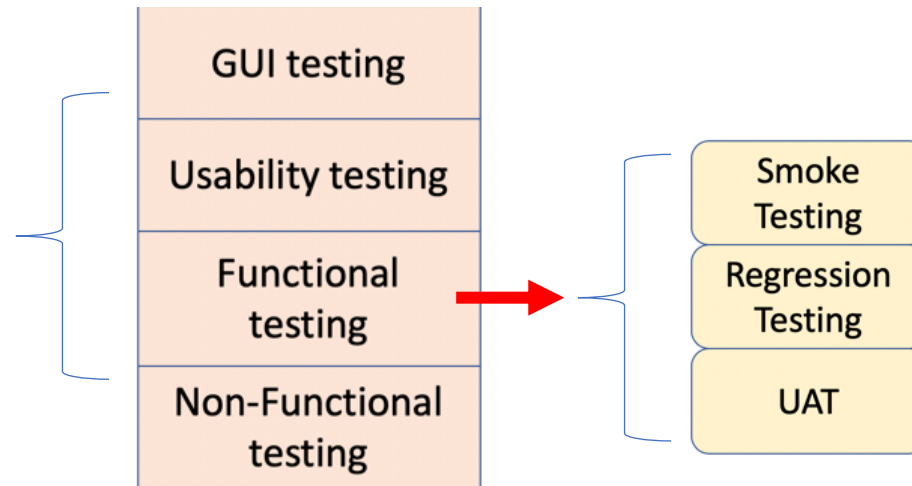 GUI testing
Usability testing
Functional
testing
Non-Functional
testing
Smoke
Testing
Regression
Testing
UAT